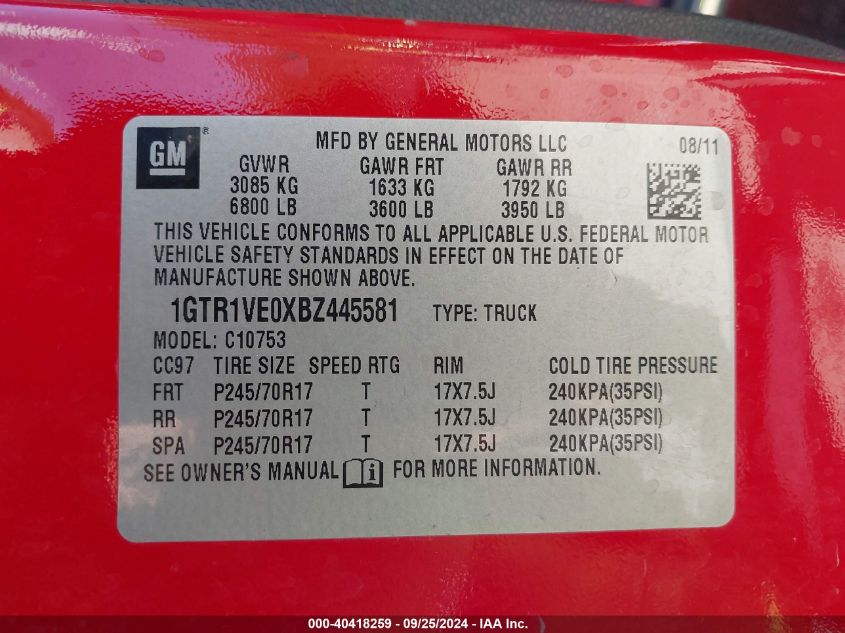 GM ®
MFD BY GENERAL MOTORS LLC 08/11
GVWR GAWR FRT GAWR RR
3085 KG 1633 KG 1792 KG
6800 LB 3600 LB 3950 LB
THIS VEHICLE CONFORMS TO ALL APPLICABLE U.S. FEDERAL MOTOR
VEHICLE SAFETY STANDARDS IN EFFECT ON THE DATE OF
MANUFACTURE SHOWN ABOVE.
1GTR1VE0XBZ445581 TYPE: TRUCK
MODEL: C10753
CC97 TIRE SIZE SPEED RTG RIM COLD TIRE PRESSURE
FRT P245/70R17 T 17X7.5J 240KPA(35PSI)
RR P245/70R17 T 17X7.5J 240KPA(35PSI)
SPA P245/70R17 T 17X7.5J 240KPA(35PSI)
SEE OWNER'S MANUAL FOR MORE INFORMATION.
000-40418259 - 09/25/2024 - IAA Inc.